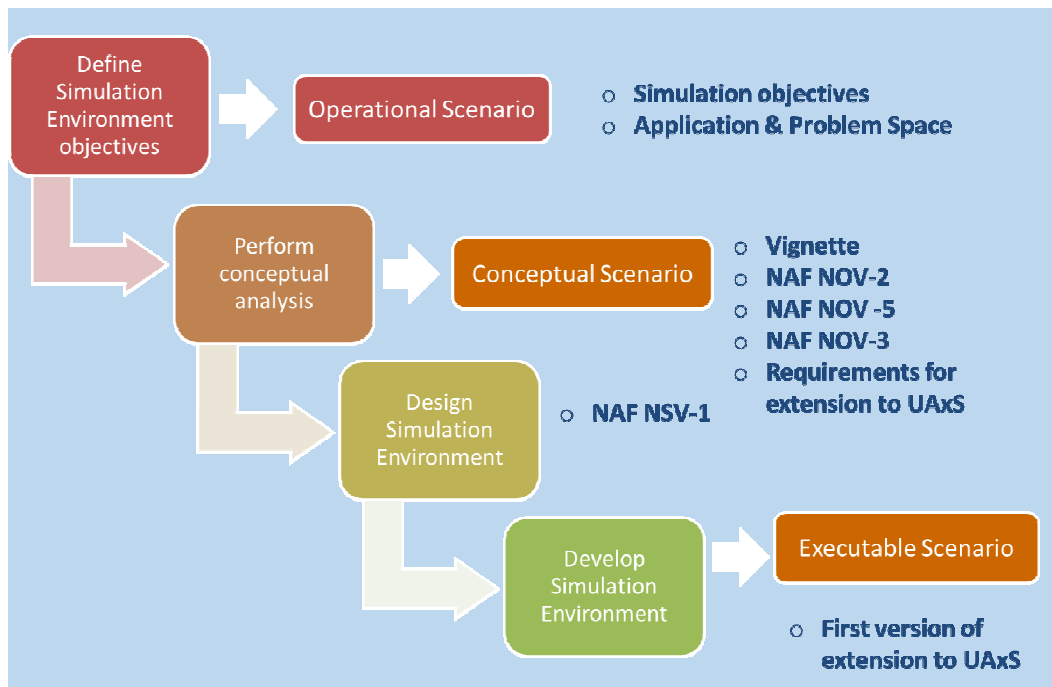 Define
Simulation
Environment
objectives
Operational Scenario
o Simulation objectives
o Application & Problem Space
Perform
conceptual
analysis
Conceptual Scenario
o Vignette
o NAF NOV-2
o NAF NOV -5
o NAF NOV-3
o Requirements for
extension to UAxS
Design
Simulation
Environment
o NAF NSV-1
Develop
Simulation
Environment
Executable Scenario
o First version of
extension to UAxS